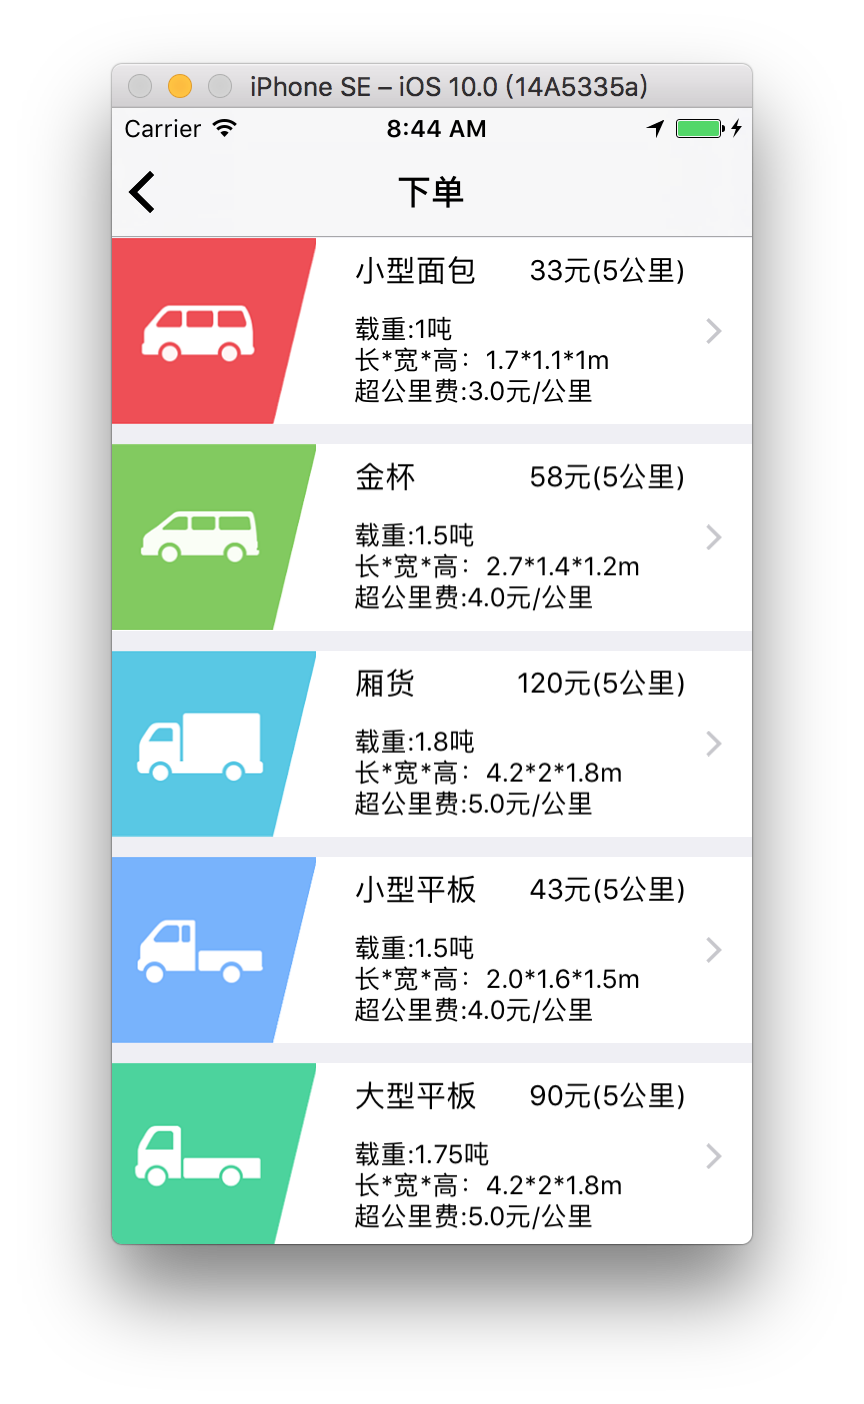 iPhone SE – iOS 10.0 (14A5335a)
Carrier 8:44 AM
下单
小型面包 33元(5公里)
载重:1吨
长*宽*高：1.7*1.1*1m
超公里费:3.0元/公里
金杯 58元(5公里)
载重:1.5吨
长*宽*高：2.7*1.4*1.2m
超公里费:4.0元/公里
厢货 120元(5公里)
载重:1.8吨
长*宽*高：4.2*2*1.8m
超公里费:5.0元/公里
小型平板 43元(5公里)
载重:1.5吨
长*宽*高：2.0*1.6*1.5m
超公里费:4.0元/公里
大型平板 90元(5公里)
载重:1.75吨
长*宽*高：4.2*2*1.8m
超公里费:5.0元/公里